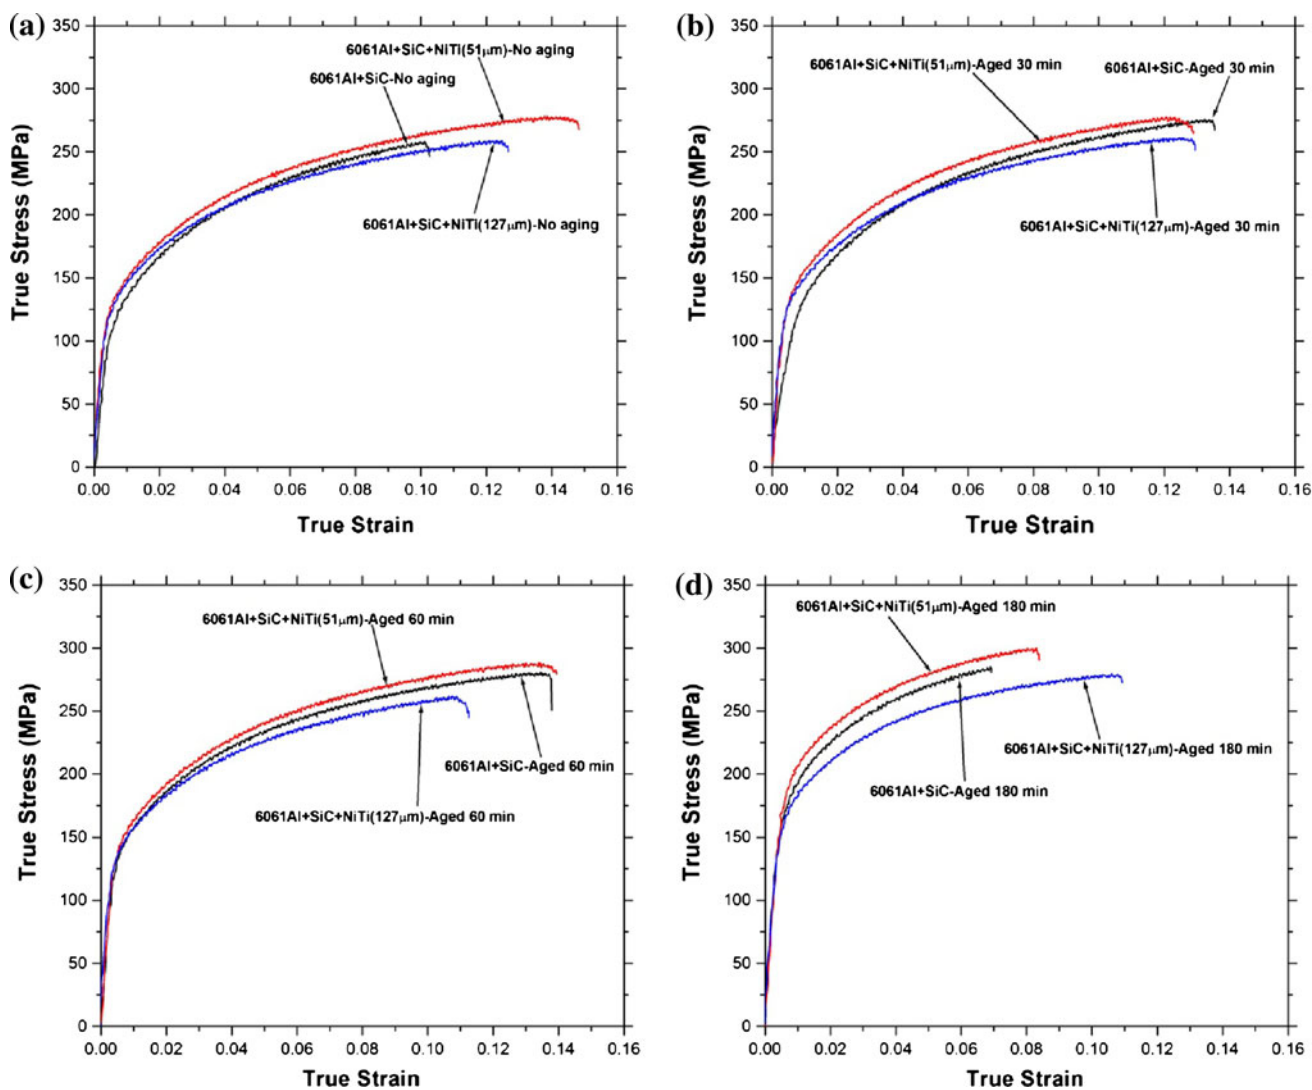 (a)
350
300
250
200
150
100
50
0
True Stress (MPa)
6061Al+SiC+NiTi(51μm)-No aging
6061Al+SiC-No aging
6061Al+SiC+NiTi(127μm)-No aging
0.00 0.02 0.04 0.06 0.08 0.10 0.12 0.14 0.16
True Strain
(b)
350
300
250
200
150
100
50
0
True Stress (MPa)
6061Al+SiC+NiTi(51μm)-Aged 30 min
6061Al+SiC-Aged 30 min
6061Al+SiC+NiTi(127μm)-Aged 30 min
0.00 0.02 0.04 0.06 0.08 0.10 0.12 0.14 0.16
True Strain
(c)
350
300
250
200
150
100
50
0
True Stress (MPa)
6061Al+SiC+NiTi(51μm)-Aged 60 min
6061Al+SiC-Aged 60 min
6061Al+SiC+NiTi(127μm)-Aged 60 min
0.00 0.02 0.04 0.06 0.08 0.10 0.12 0.14 0.16
True Strain
(d)
350
300
250
200
150
100
50
0
True Stress (MPa)
6061Al+SiC+NiTi(51μm)-Aged 180 min
6061Al+SiC+NiTi(127μm)-Aged 180 min
6061Al+SiC-Aged 180 min
0.00 0.02 0.04 0.06 0.08 0.10 0.12 0.14 0.16
True Strain